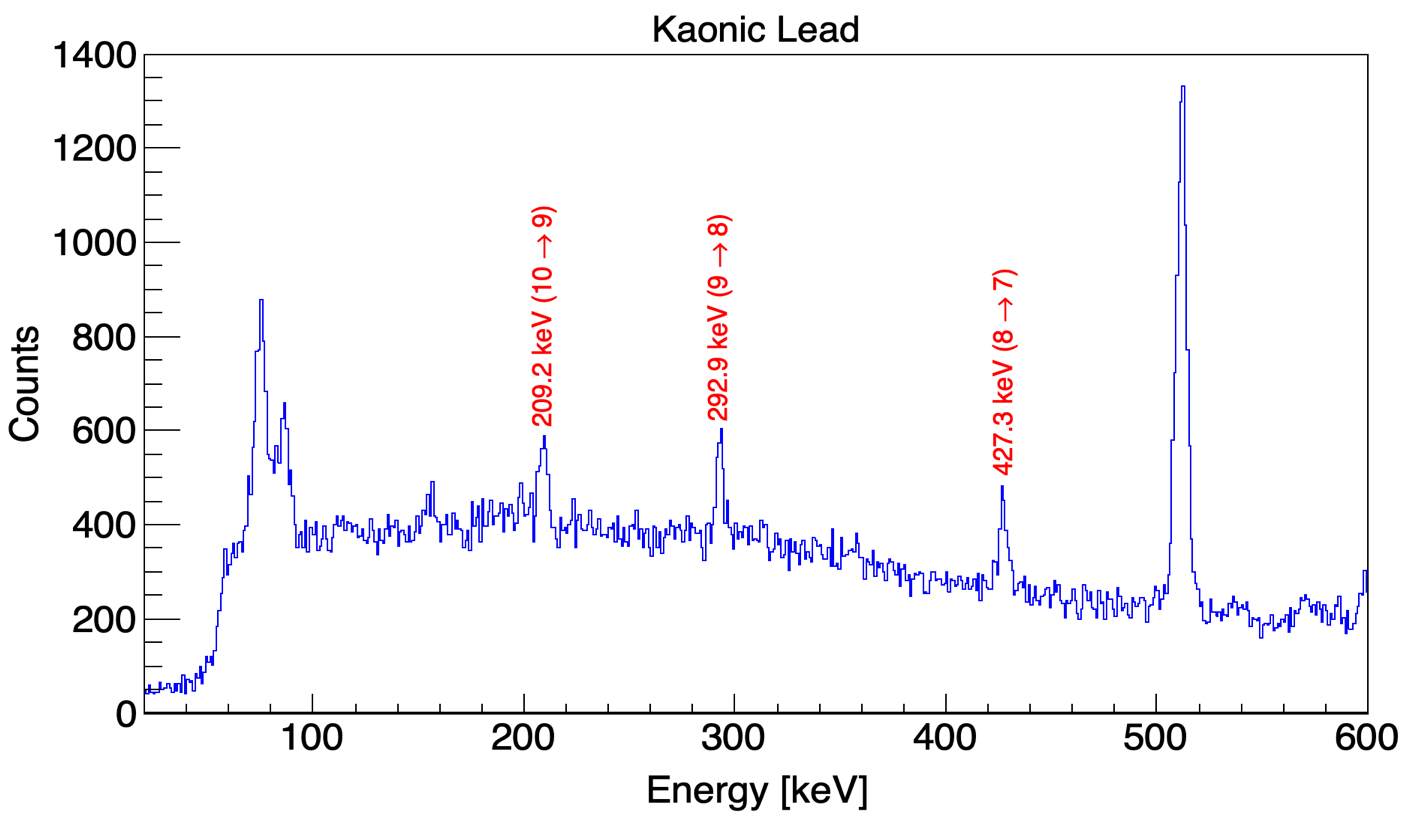 Kaonic Lead
1400
1200
1000
800
600
400
200
0
Counts
209.2 keV (10 → 9)
292.9 keV (9 → 8)
427.3 keV (8 → 7)
100
200
300
400
500
600
Energy [keV]